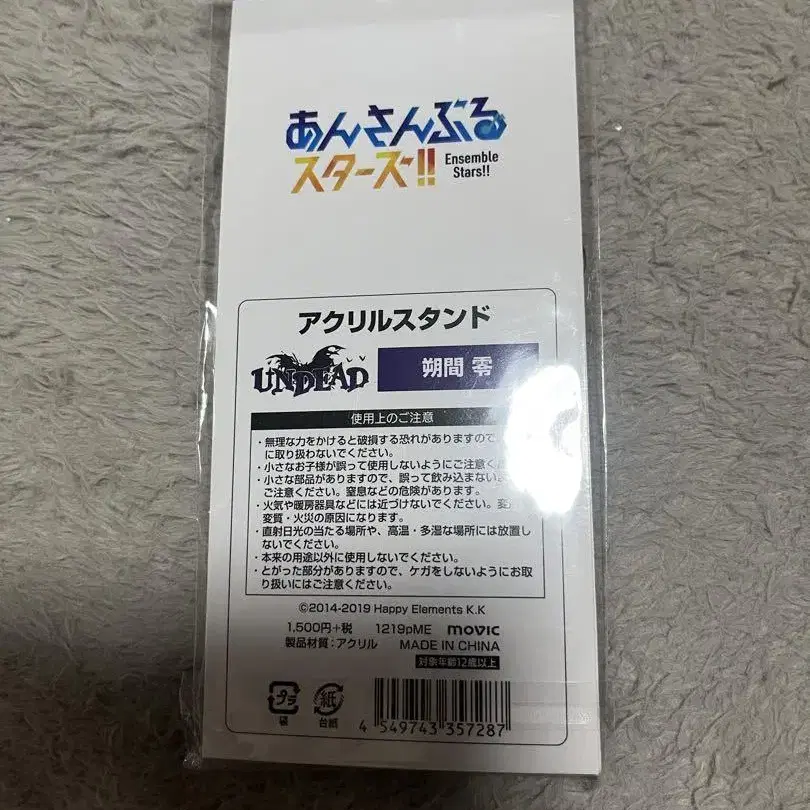 あんさんぶる
スターズ!!
Ensemble
Stars!!
アクリルスタンド
UNDEAD
朔間 零
使用上のご注意
・無理な力をかけると破損する恐れがありますので、
に取り扱わないでください。
・小さなお子様が誤って使用しないようにご注意く
・小さな部品がありますので、誤って飲み込まない
ご注意ください。窒息などの危険があります。
・火気や暖房器具などには近づけないでください。変
変質・火災の原因になります。
・直射日光の当たる場所や、高温・多湿な場所には放置し
ないでください。
・本来の用途以外に使用しないでください。
・とがった部分がありますので、ケガをしないようにお取
り扱いにはご注意ください。
©2014-2019 Happy Elements K.K
1,500円+税 1219pME movic
製品材質:アクリル MADE IN CHINA
対象年齢12歳以上
プラ
袋
紙
台紙
4 549743 357287